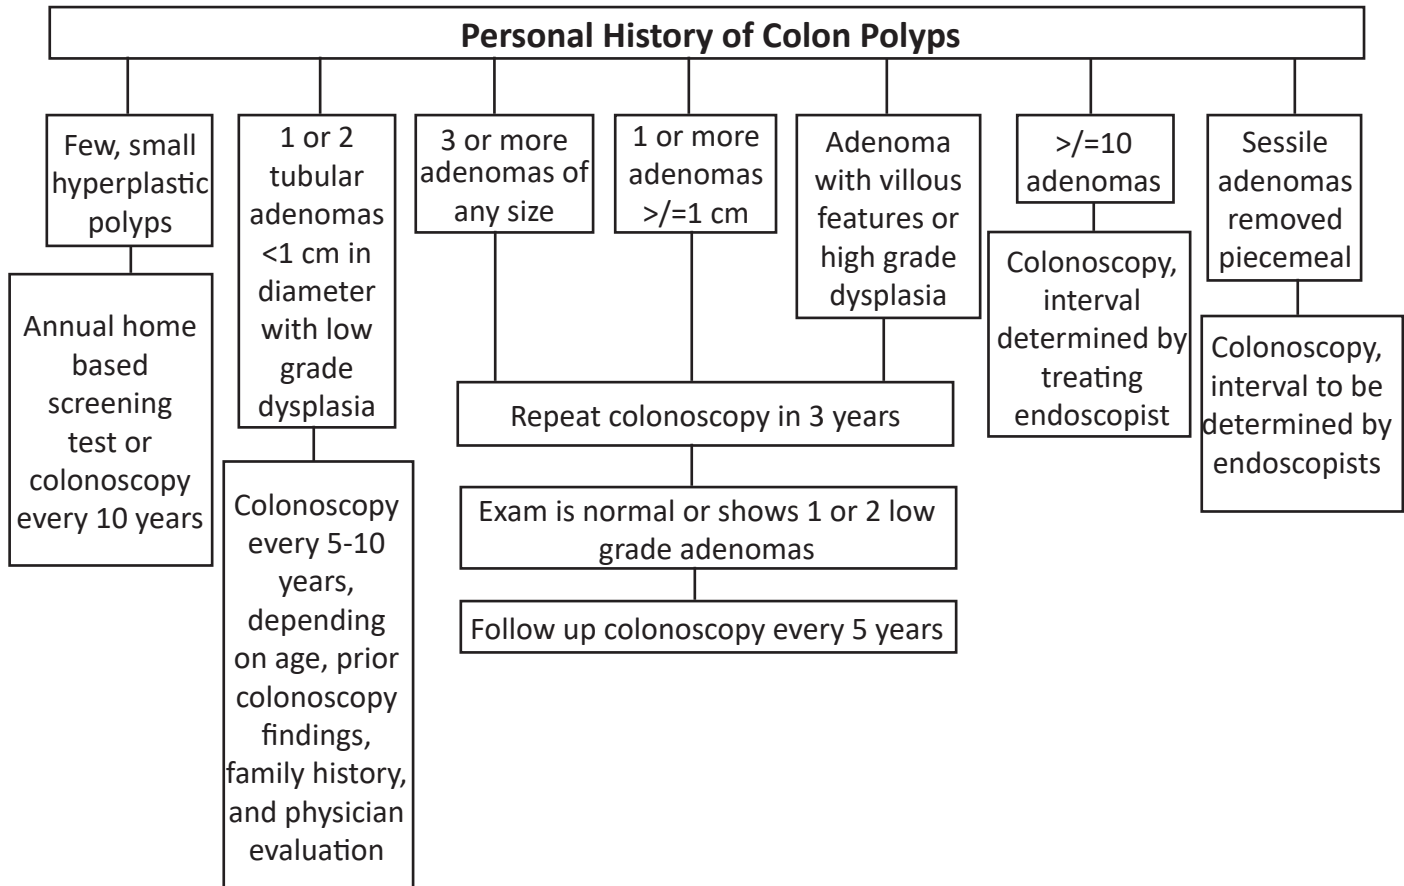 Personal History of Colon Polyps
Few, small
hyperplastic
polyps
Annual home
based
screening
test or
colonoscopy
every 10 years
1 or 2
tubular
adenomas
<1 cm in
diameter
with low
grade
dysplasia
Colonoscopy
every 5-10
years,
depending
on age, prior
colonoscopy
findings,
family history,
and physician
evaluation
3 or more
adenomas of
any size
1 or more
adenomas
>/=1 cm
Adenoma
with villous
features or
high grade
dysplasia
Repeat colonoscopy in 3 years
Exam is normal or shows 1 or 2 low
grade adenomas
Follow up colonoscopy every 5 years
>/=10
adenomas
Colonoscopy,
interval
determined by
treating
endoscopist
Sessile
adenomas
removed
piecemeal
Colonoscopy,
interval to be
determined by
endoscopists